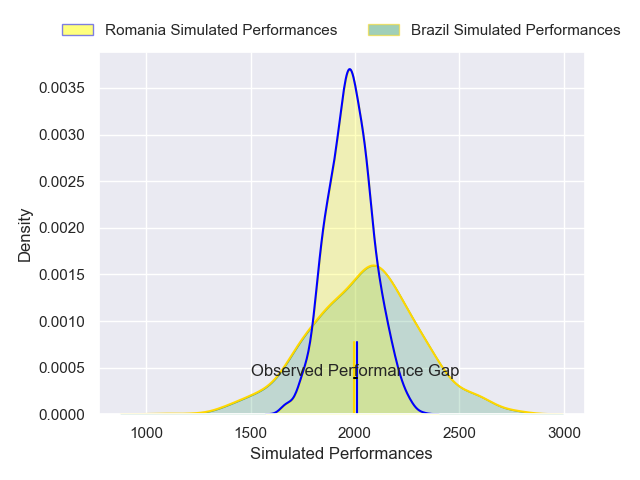 Romania Simulated Performances Brazil Simulated Performances
0.0035
0.0030
0.0025
0.0020
0.0015
0.0010
0.0005
0.0000
Density
Observed Performance Gap
1000 1500 2000 2500 3000
Simulated Performances